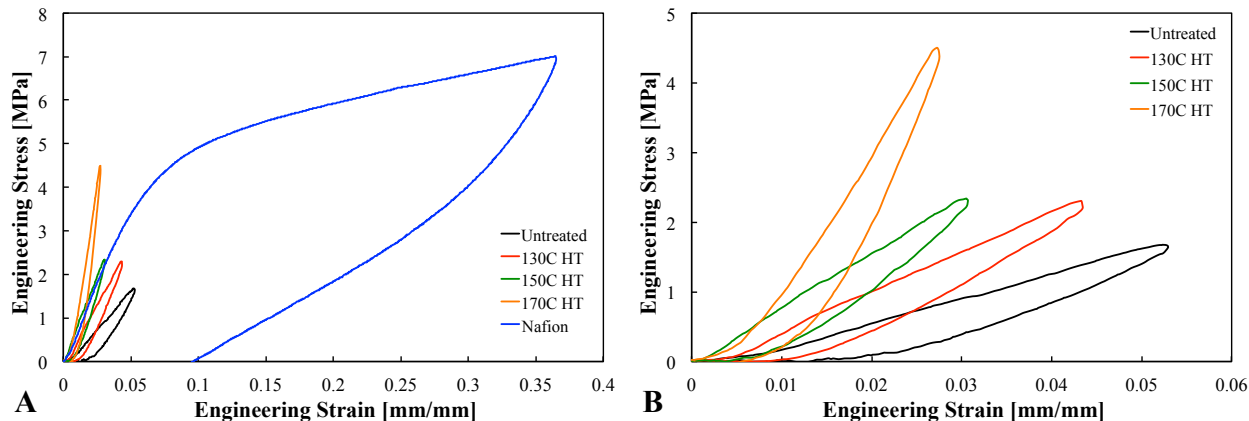 8
7
6
5
4
3
2
1
0
Engineering Stress [MPa]
Untreated
130C HT
150C HT
170C HT
Nafion
0 0.05 0.1 0.15 0.2 0.25 0.3 0.35 0.4
A Engineering Strain [mm/mm]
5
4
3
2
1
0
Engineering Stress [MPa]
Untreated
130C HT
150C HT
170C HT
0 0.01 0.02 0.03 0.04 0.05 0.06
B Engineering Strain [mm/mm]